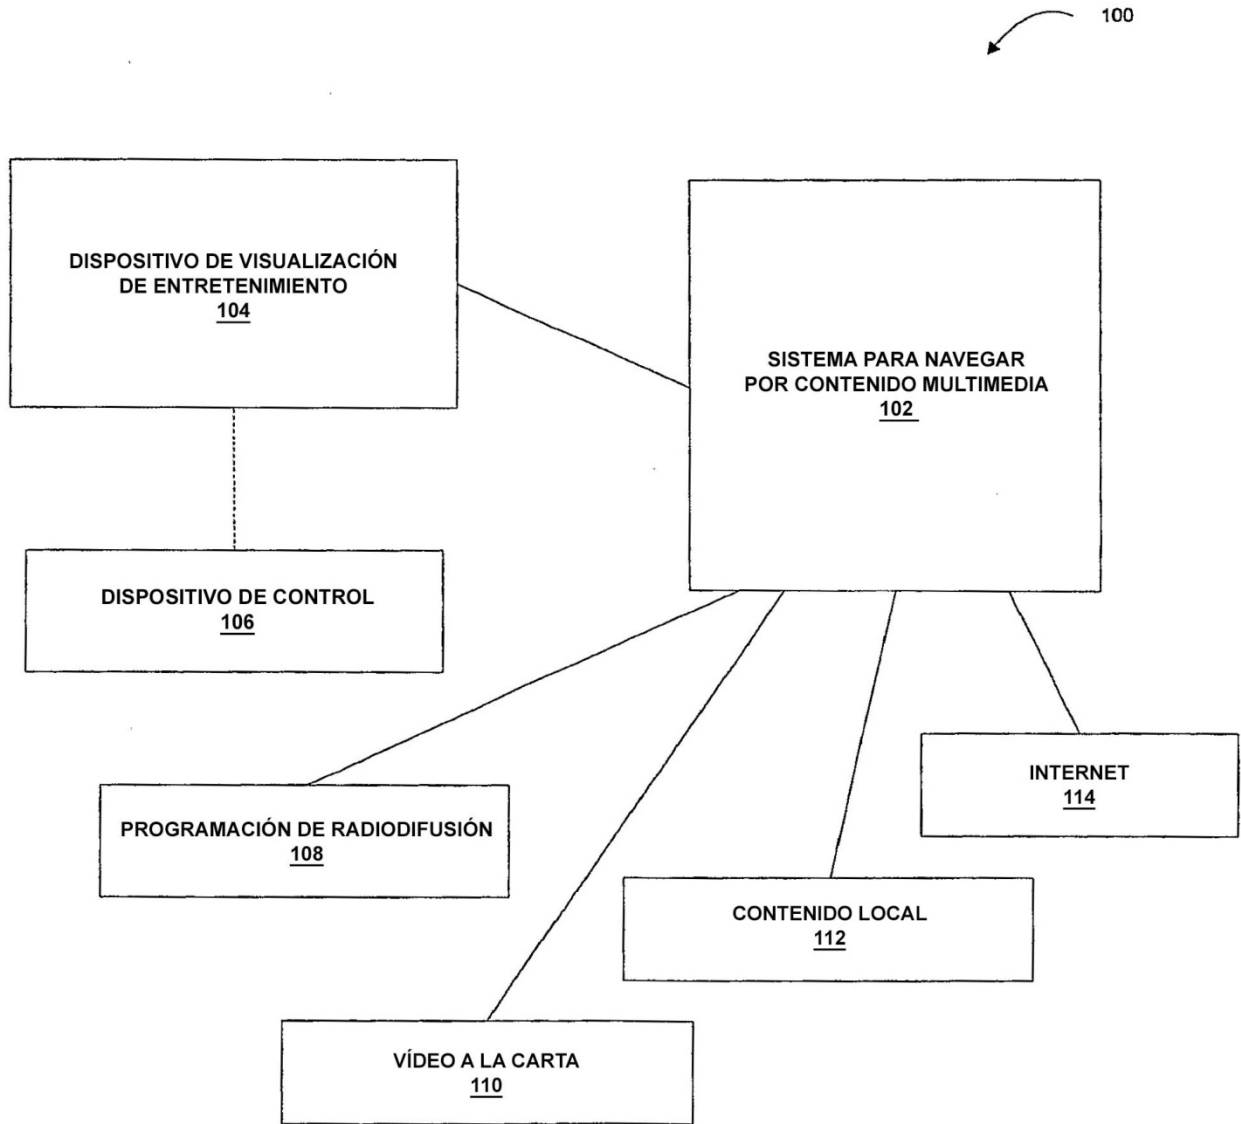 100
DISPOSITIVO DE VISUALIZACIÓN
DE ENTRETENIMIENTO
104
SISTEMA PARA NAVEGAR
POR CONTENIDO MULTIMEDIA
102
DISPOSITIVO DE CONTROL
106
INTERNET
114
PROGRAMACIÓN DE RADIODIFUSIÓN
108
CONTENIDO LOCAL
112
VÍDEO A LA CARTA
110